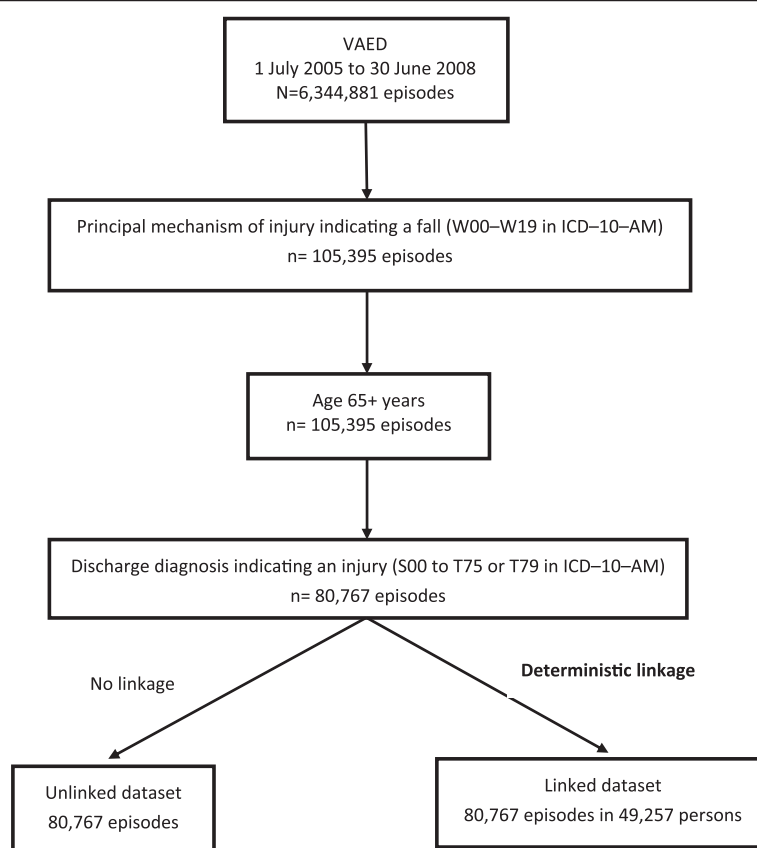 VAED
1 July 2005 to 30 June 2008
N=6,344,881 episodes
Principal mechanism of injury indicating a fall (W00–W19 in ICD–10–AM)
n= 105,395 episodes
Age 65+ years
n= 105,395 episodes
Discharge diagnosis indicating an injury (S00 to T75 or T79 in ICD–10–AM)
n= 80,767 episodes
No linkage
Deterministic linkage
Unlinked dataset
80,767 episodes
Linked dataset
80,767 episodes in 49,257 persons